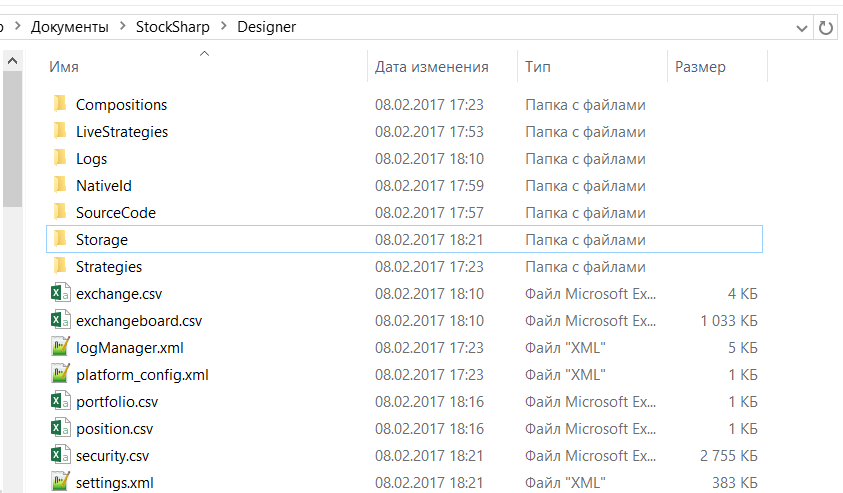 Документы > StockSharp > Designer
Имя Дата изменения Тип Размер
Compositions 08.02.2017 17:23 Папка с файлами
LiveStrategies 08.02.2017 17:53 Папка с файлами
Logs 08.02.2017 18:10 Папка с файлами
NativeId 08.02.2017 17:59 Папка с файлами
SourceCode 08.02.2017 17:57 Папка с файлами
Storage 08.02.2017 18:21 Папка с файлами
Strategies 08.02.2017 17:23 Папка с файлами
exchange.csv 08.02.2017 18:10 Файл Microsoft Ex... 4 КБ
exchangeboard.csv 08.02.2017 18:10 Файл Microsoft Ex... 1 033 КБ
logManager.xml 08.02.2017 17:23 Файл "XML" 5 КБ
platform_config.xml 08.02.2017 17:23 Файл "XML" 1 КБ
portfolio.csv 08.02.2017 18:16 Файл Microsoft Ex... 1 КБ
position.csv 08.02.2017 18:16 Файл Microsoft Ex... 1 КБ
security.csv 08.02.2017 18:21 Файл Microsoft Ex... 2 755 КБ
settings.xml 08.02.2017 18:21 Файл "XML" 383 КБ